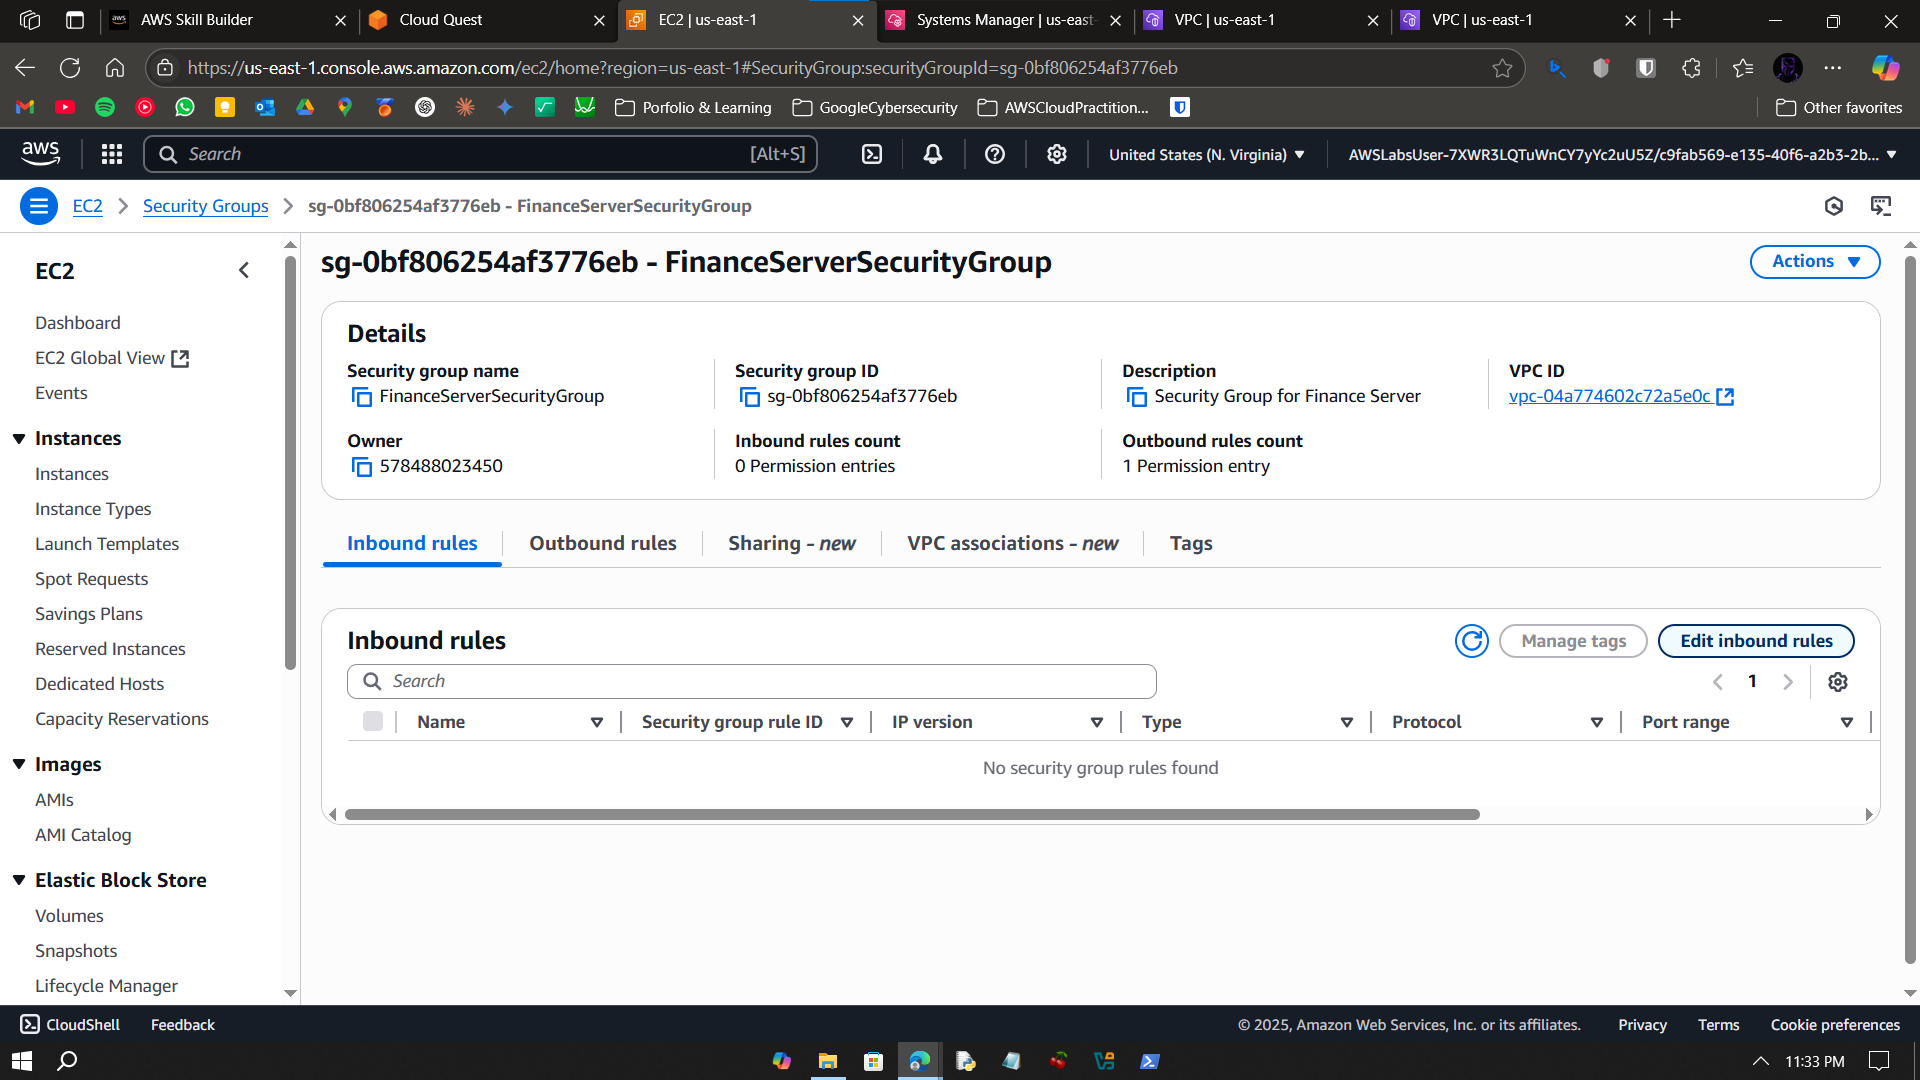 AWS Skill Builder
Cloud Quest
EC2 | us-east-1
Systems Manager | us-east-
VPC | us-east-1
VPC | us-east-1
https://us-east-1.console.aws.amazon.com/ec2/home?region=us-east-1#SecurityGroup:securityGroupId=sg-0bf806254af3776eb
Porfolio & Learning
GoogleCybersecurity
AWSCloudPractition...
Other favorites
aws
Search
[Alt+S]
United States (N. Virginia)
AWSLabsUser-7XWR3LQTuWnCY7yYc2uU5Z/c9fab569-e135-40f6-a2b3-2b...
EC2
Security Groups
sg-0bf806254af3776eb - FinanceServerSecurityGroup
EC2
Dashboard
EC2 Global View
Events
Instances
Instances
Instance Types
Launch Templates
Spot Requests
Savings Plans
Reserved Instances
Dedicated Hosts
Capacity Reservations
Images
AMIs
AMI Catalog
Elastic Block Store
Volumes
Snapshots
Lifecycle Manager
sg-0bf806254af3776eb - FinanceServerSecurityGroup
Actions
Details
Security group name
FinanceServerSecurityGroup
Security group ID
sg-0bf806254af3776eb
Description
Security Group for Finance Server
VPC ID
vpc-04a774602c72a5e0c
Owner
578488023450
Inbound rules count
0 Permission entries
Outbound rules count
1 Permission entry
Inbound rules
Outbound rules
Sharing - new
VPC associations - new
Tags
Inbound rules
Manage tags
Edit inbound rules
Search
1
Name
Security group rule ID
IP version
Type
Protocol
Port range
No security group rules found
CloudShell
Feedback
© 2025, Amazon Web Services, Inc. or its affiliates.
Privacy
Terms
Cookie preferences
11:33 PM